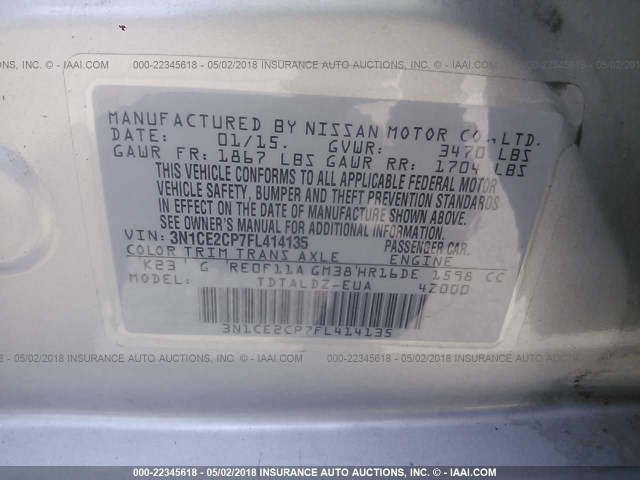 000-22345618 - 05/02/2018 INSURANCE AUTO AUCTIONS, INC. - © IAAI.COM
MANUFACTURED BY NISSAN MOTOR CO., LTD.
DATE: 01/15. GVWR: 3470 LBS
GAWR FR: 1867 LBS GAWR RR: 1704 LBS
THIS VEHICLE CONFORMS TO ALL APPLICABLE FEDERAL MOTOR
VEHICLE SAFETY, BUMPER AND THEFT PREVENTION STANDARDS
IN EFFECT ON THE DATE OF MANUFACTURE SHOWN ABOVE.
SEE OWNER'S MANUAL FOR ADDITIONAL INFORMATION
VIN: 3N1CE2CP7FL414135 PASSENGER CAR.
COLOR TRIM TRANS AXLE ENGINE
K23 G RE0F11A GM38 HR16DE 1598 CC
MODEL: TDTALDZ-EUA 4Z000
3N1CE2CP7FL414135
000-22345618 - 05/02/2018 INSURANCE AUTO AUCTIONS, INC. - © IAAI.COM
000-22345618 - 05/02/2018 INSURANCE AUTO AUCTIONS, INC. - © IAAI.COM